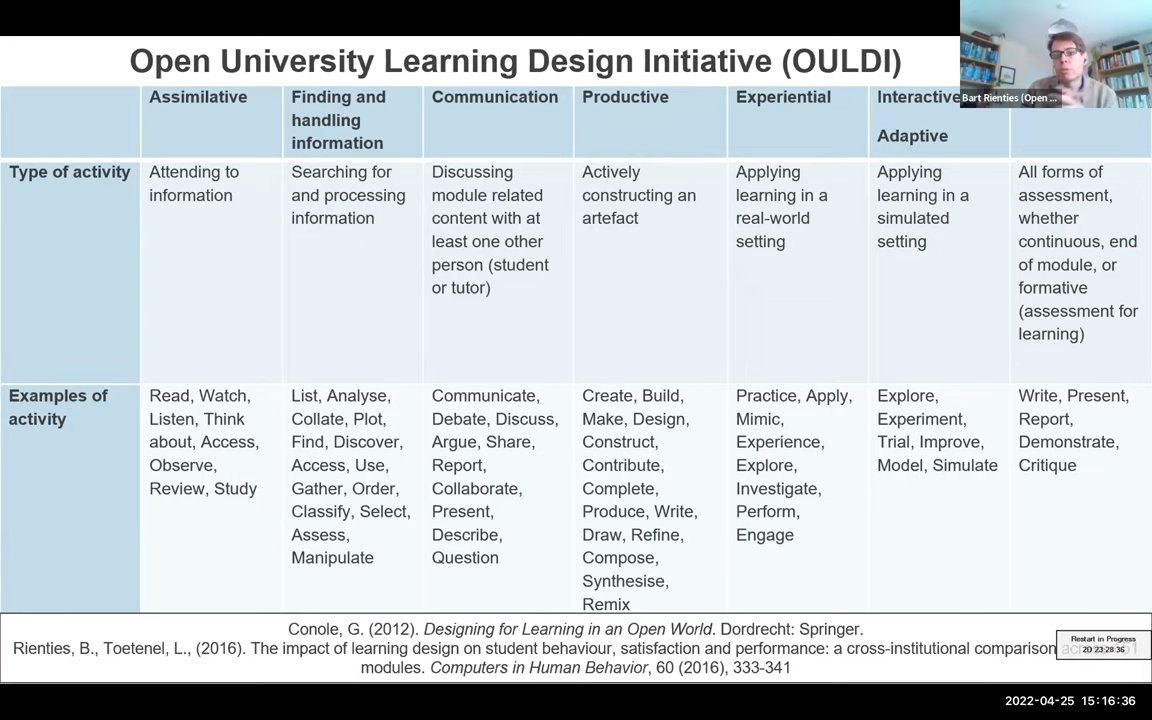 Open University Learning Design Initiative (OULDI)
Bart Rienties (Open ...
Assimilative
Finding and
handling
information
Communication
Productive
Experiential
Interactive
Adaptive
Type of activity
Attending to
information
Searching for
and processing
information
Discussing
module related
content with at
least one other
person (student
or tutor)
Actively
constructing an
artefact
Applying
learning in a
real-world
setting
Applying
learning in a
simulated
setting
All forms of
assessment,
whether
continuous, end
of module, or
formative
(assessment for
learning)
Examples of
activity
Read, Watch,
Listen, Think
about, Access,
Observe,
Review, Study
List, Analyse,
Collate, Plot,
Find, Discover,
Access, Use,
Gather, Order,
Classify, Select,
Assess,
Manipulate
Communicate,
Debate, Discuss,
Argue, Share,
Report,
Collaborate,
Present,
Describe,
Question
Create, Build,
Make, Design,
Construct,
Contribute,
Complete,
Produce, Write,
Draw, Refine,
Compose,
Synthesise,
Remix
Practice, Apply,
Mimic,
Experience,
Explore,
Investigate,
Perform,
Engage
Explore,
Experiment,
Trial, Improve,
Model, Simulate
Write, Present,
Report,
Demonstrate,
Critique
Conole, G. (2012). Designing for Learning in an Open World. Dordrecht: Springer.
Rienties, B., Toetenel, L., (2016). The impact of learning design on student behaviour, satisfaction and performance: a cross-institutional comparison
modules. Computers in Human Behavior, 60 (2016), 333-341
Restart in Progress
2022-04-25 15:16:36